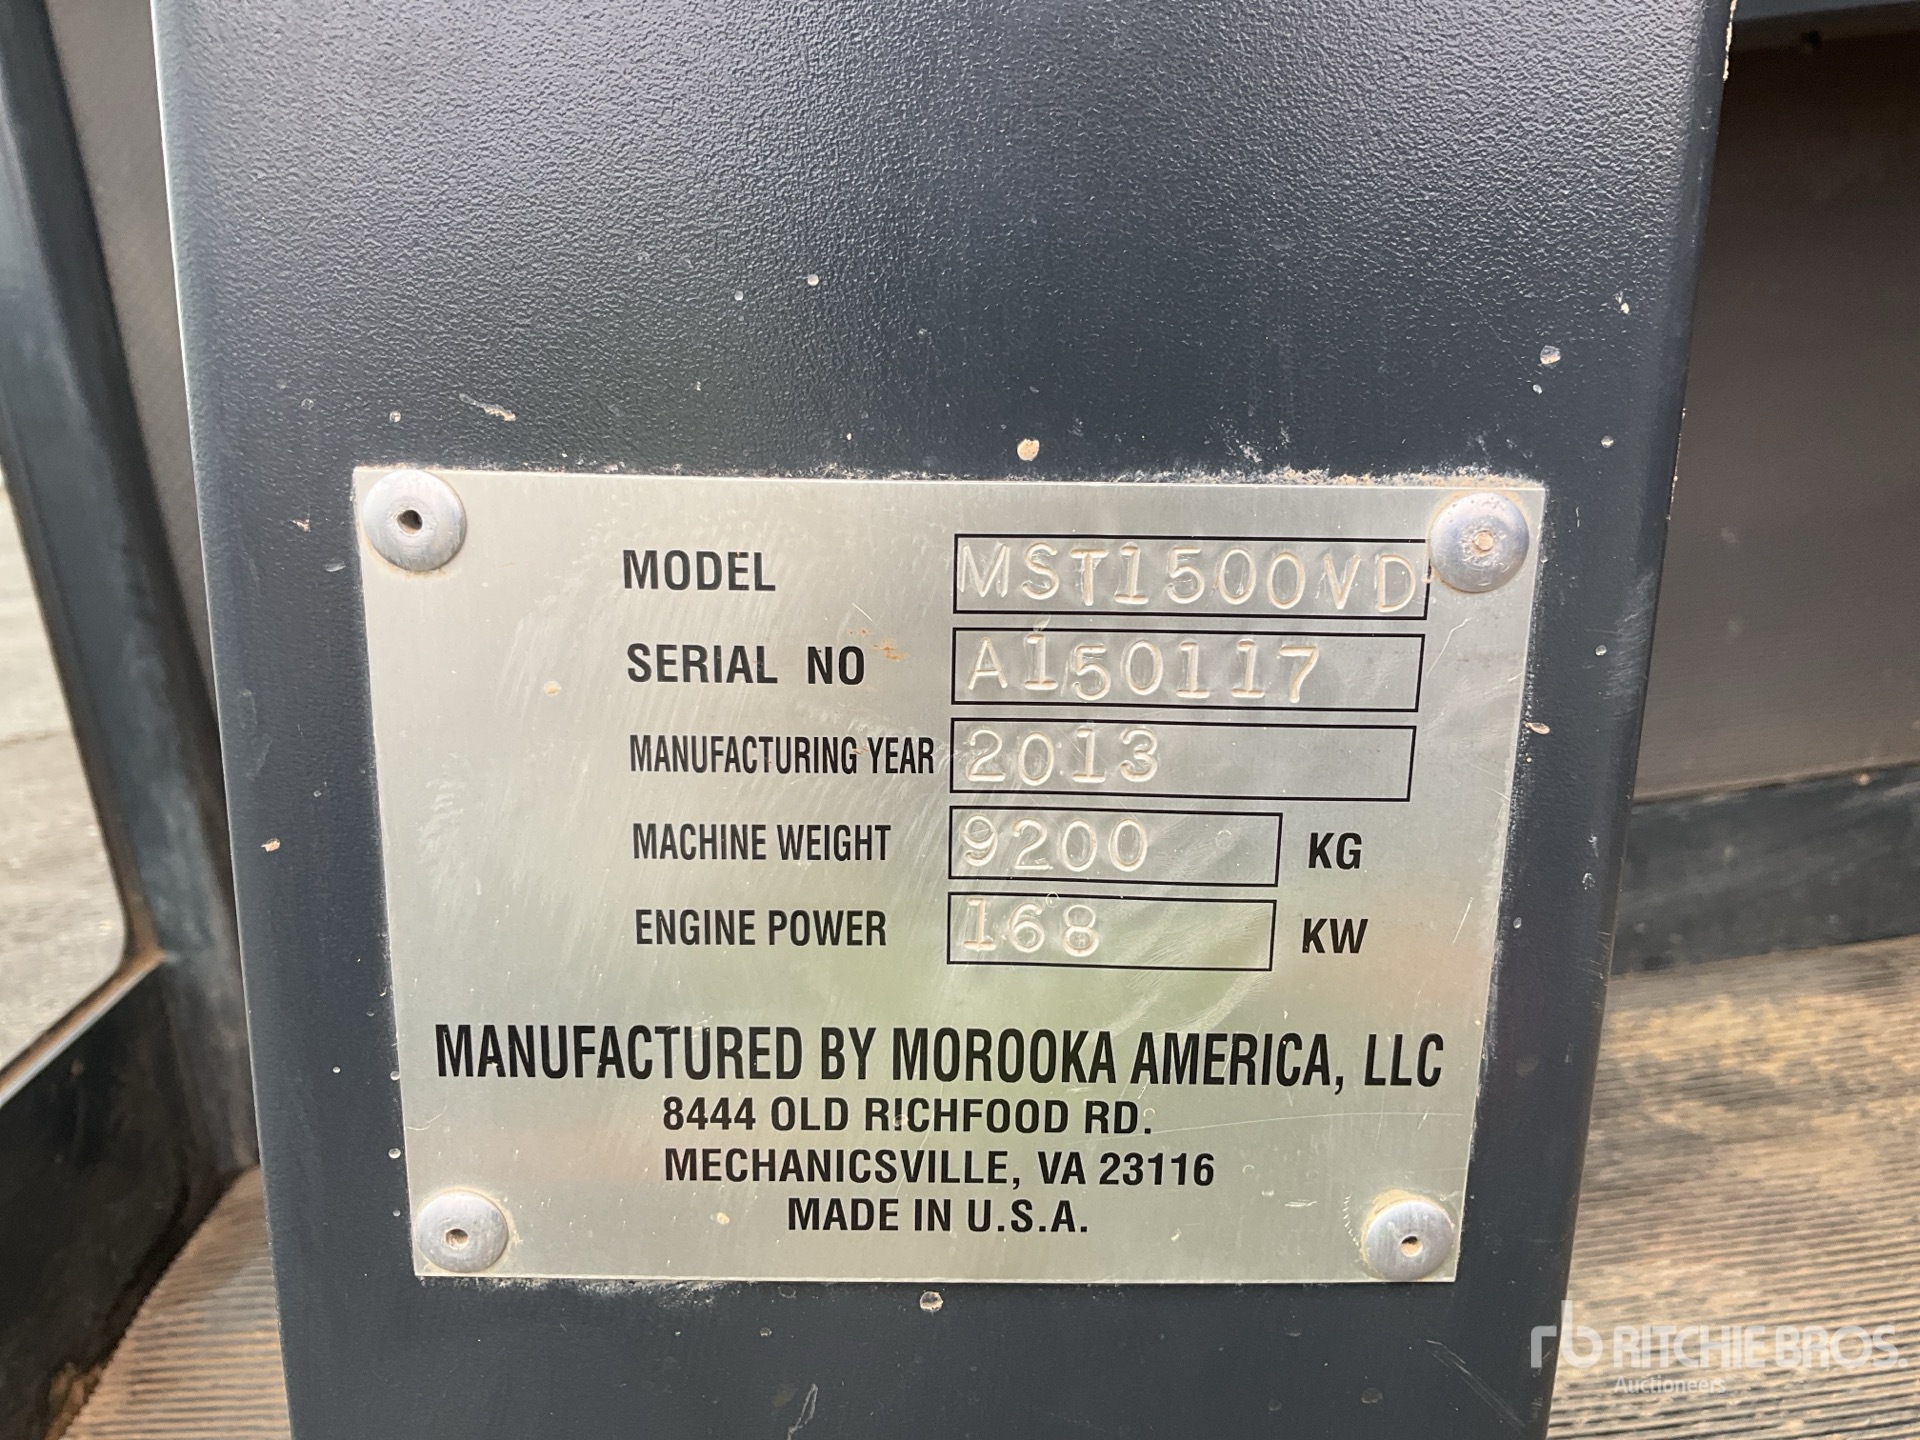 MODEL MST1500VD
SERIAL NO A150117
MANUFACTURING YEAR 2013
MACHINE WEIGHT 9200 KG
ENGINE POWER 168 KW
MANUFACTURED BY MOROOKA AMERICA, LLC
8444 OLD RICHFOOD RD.
MECHANICSVILLE, VA 23116
MADE IN U.S.A.
rb RITCHIE BROS.
Auctioneers